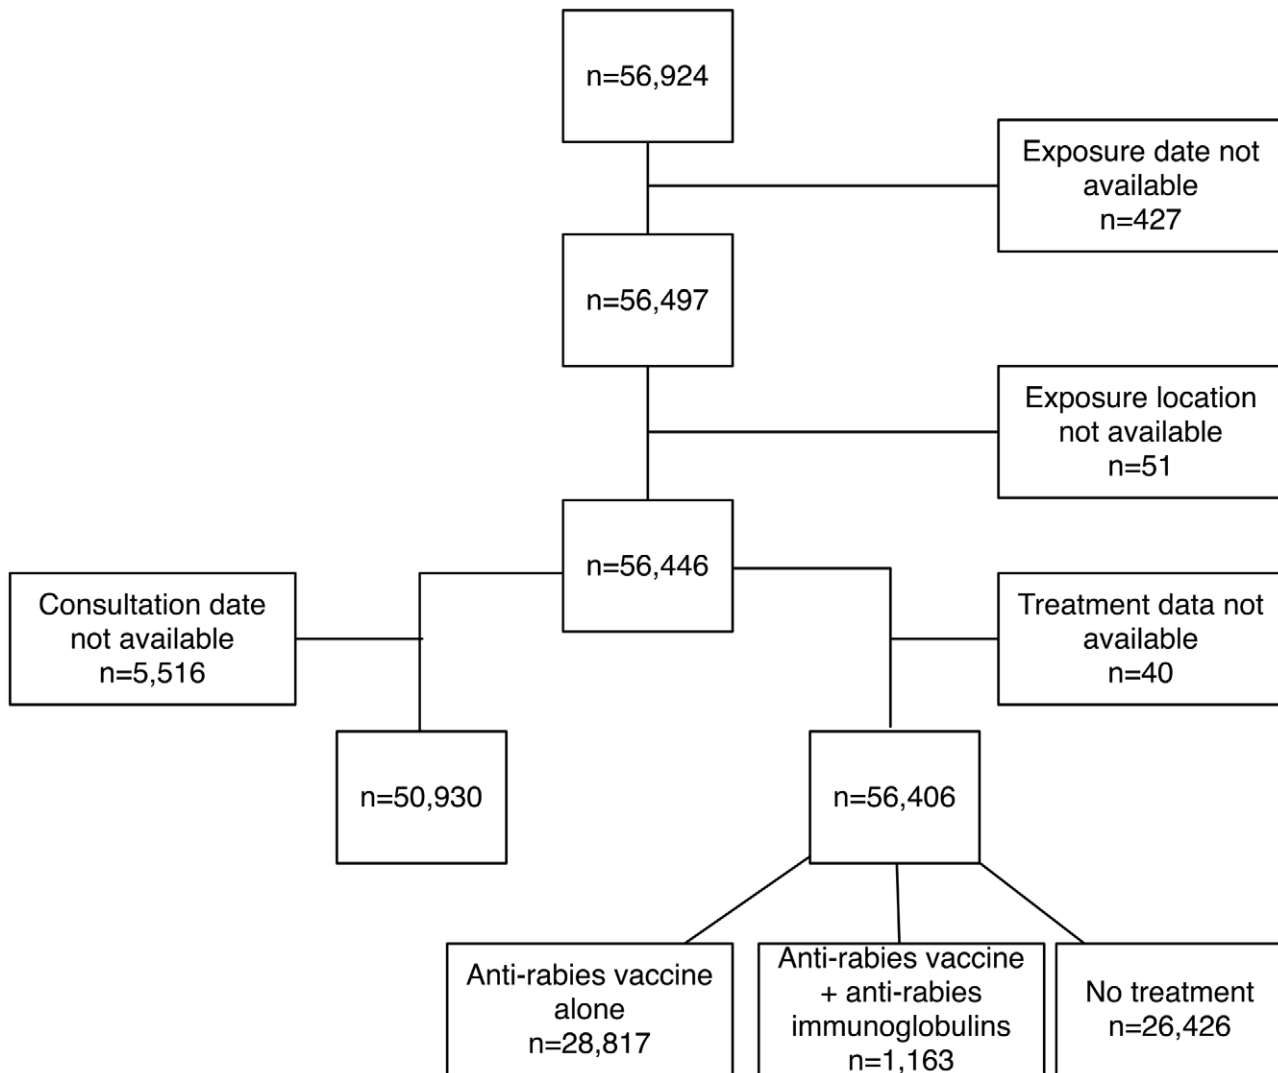 n=56,924
Exposure date not
available
n=427
n=56,497
Exposure location
not available
n=51
n=56,446
Consultation date
not available
n=5,516
Treatment data not
available
n=40
n=50,930
n=56,406
Anti-rabies vaccine
alone
n=28,817
Anti-rabies vaccine
+ anti-rabies
immunoglobulins
n=1,163
No treatment
n=26,426